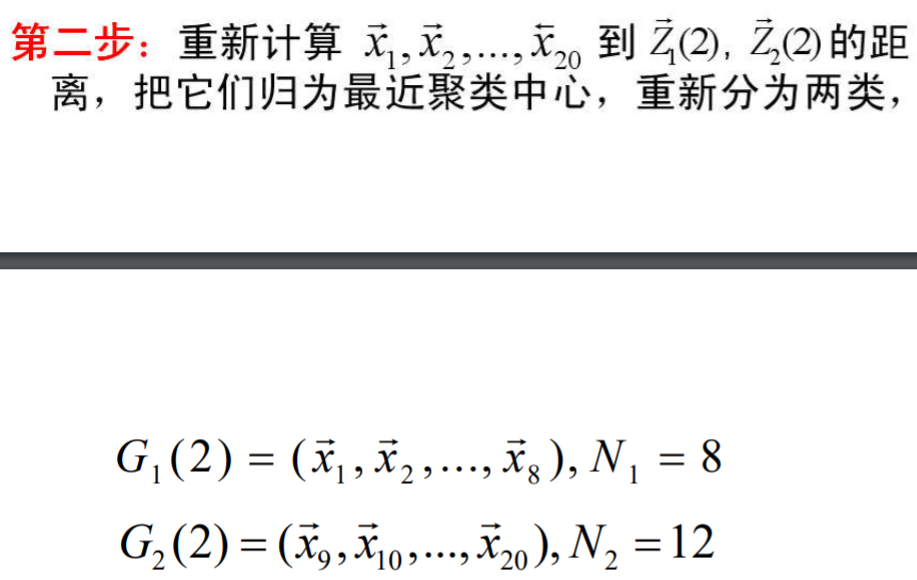 第二步：重新计算 $\vec{x}_1, \vec{x}_2, \ldots, \vec{x}_{20}$ 到 $\vec{Z}_1(2), \vec{Z}_2(2)$ 的距
离，把它们归为最近聚类中心，重新分为两类，
$G_1(2) = (\vec{x}_1, \vec{x}_2, \ldots, \vec{x}_8), N_1 = 8$
$G_2(2) = (\vec{x}_9, \vec{x}_{10}, \ldots, \vec{x}_{20}), N_2 = 12$